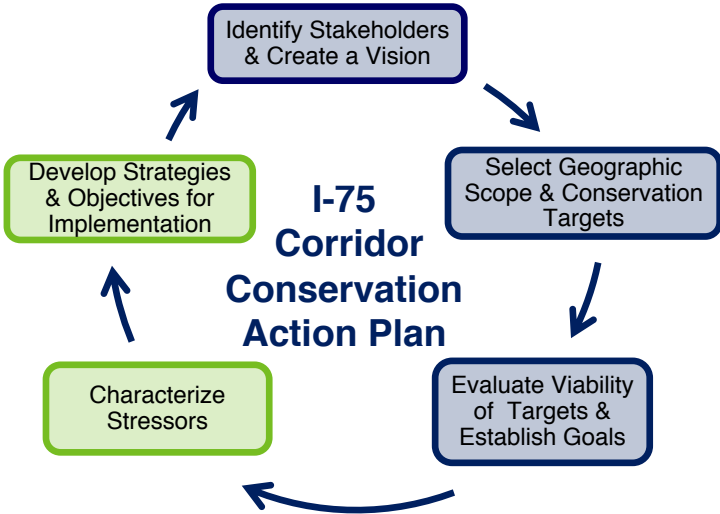 Identify Stakeholders
& Create a Vision
Select Geographic
Scope & Conservation
Targets
Evaluate Viability
of Targets &
Establish Goals
Characterize
Stressors
Develop Strategies
& Objectives for
Implementation
I-75
Corridor
Conservation
Action Plan